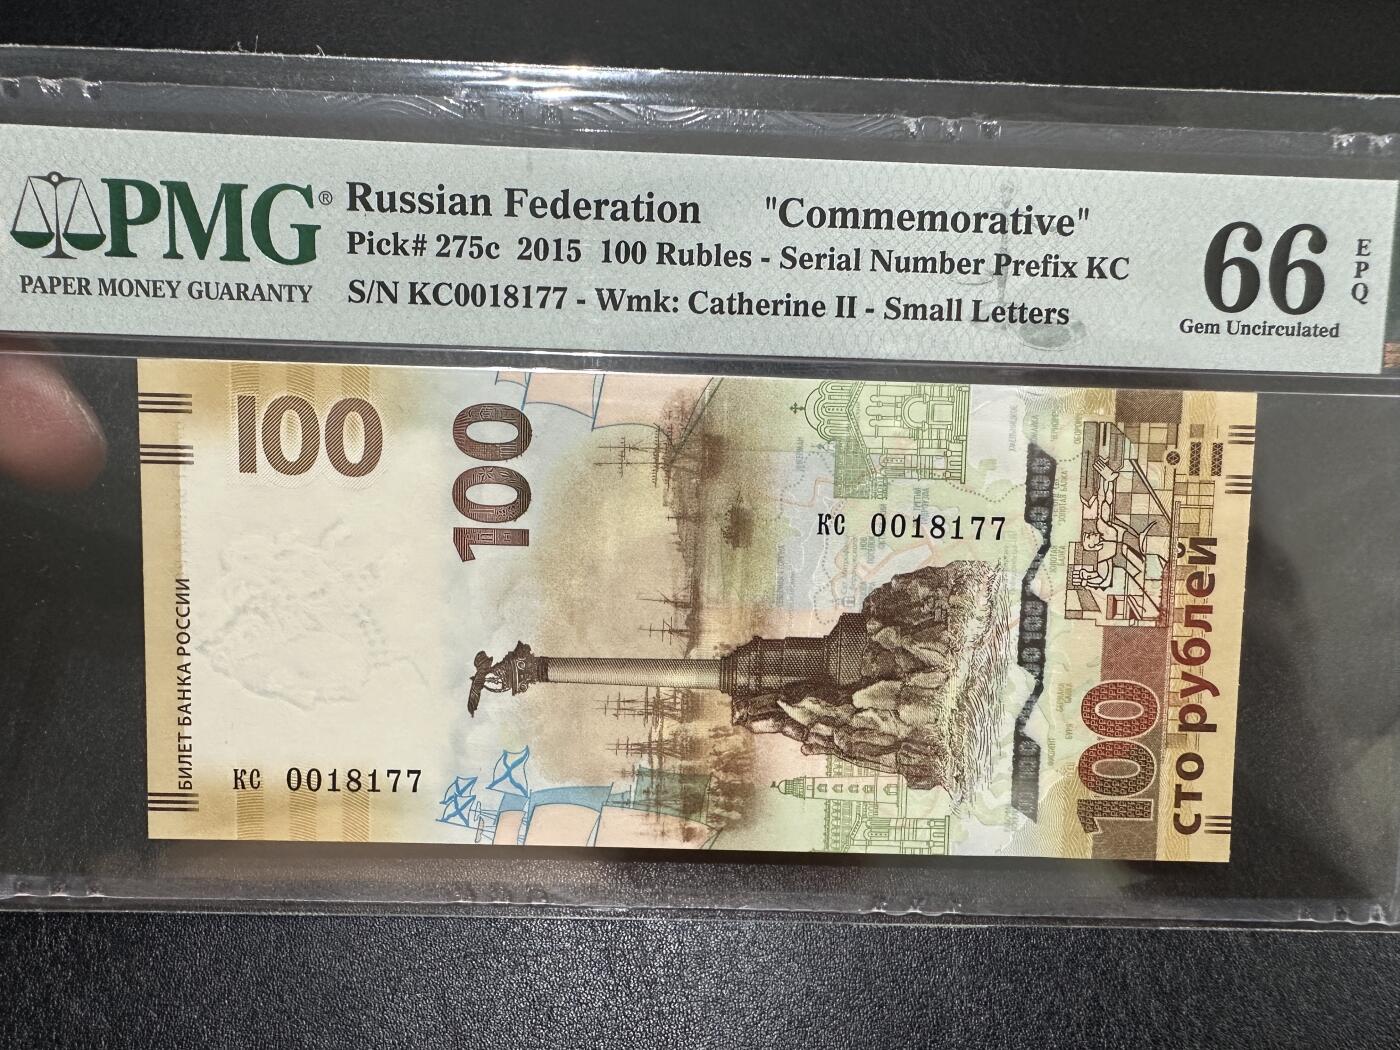 PMG®
PAPER MONEY GUARANTY
Russian Federation "Commemorative"
Pick# 275c 2015 100 Rubles - Serial Number Prefix KC
S/N KC0018177 - Wmk: Catherine II - Small Letters
66
EPQ
Gem Uncirculated
100
100
кс 0018177
БИЛЕТ БАНКА РОССИИ
кс 0018177
100
сто рублей